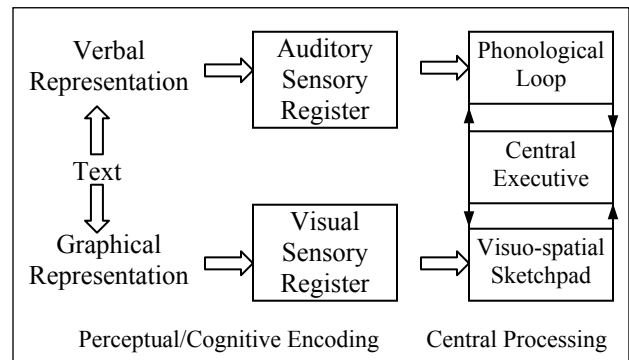 Verbal
Representation
Auditory
Sensory
Register
Phonological
Loop
Text
Central
Executive
Graphical
Representation
Visual
Sensory
Register
Visuo-spatial
Sketchpad
Perceptual/Cognitive Encoding
Central Processing